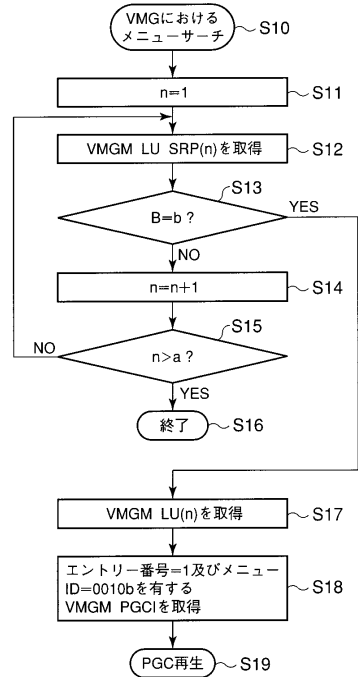 VMGにおける
メニューサーチ
S10
n=1
S11
VMGM LU SRP(n)を取得
S12
S13
B=b ?
YES
NO
n=n+1
S14
S15
n>a ?
NO
YES
終了
S16
VMGM LU(n)を取得
S17
エントリー番号=1及びメニュー
ID=0010bを有する
VMGM PGCIを取得
S18
PGC再生
S19